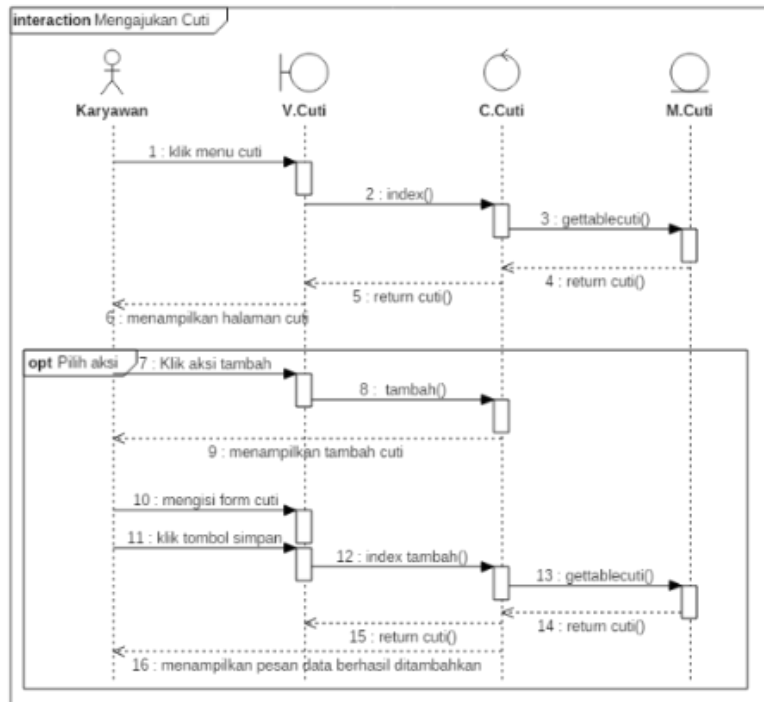 interaction Mengajukan Cuti
Karyawan V.Cuti C.Cuti M.Cuti
1 : klik menu cuti
2 : index()
3 : gettablecuti()
4 : return cuti()
5 : return cuti()
6 : menampilkan halaman cuti
opt Pilih aksi
7 : Klik aksi tambah
8 : tambah()
9 : menampilkan tambah cuti
10 : mengisi form cuti
11 : klik tombol simpan
12 : index tambah()
13 : gettablecuti()
14 : return cuti()
15 : return cuti()
16 : menampilkan pesan data berhasil ditambahkan